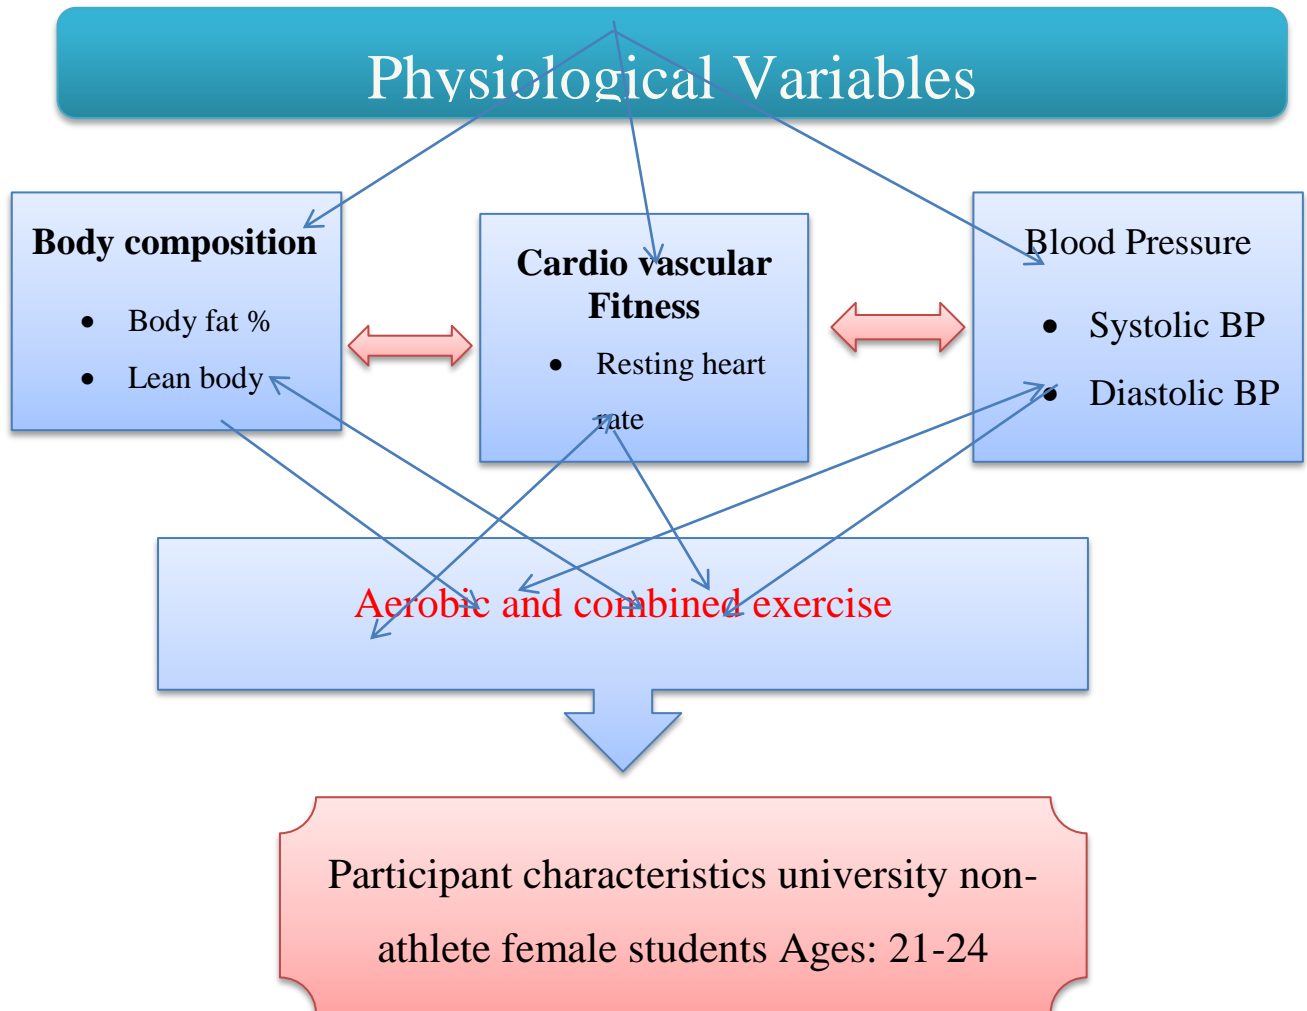 Physiological Variables
Body composition
• Body fat %
• Lean body
Cardio vascular
Fitness
• Resting heart
rate
Blood Pressure
• Systolic BP
• Diastolic BP
Aerobic and combined exercise
Participant characteristics university non-
athlete female students Ages: 21-24